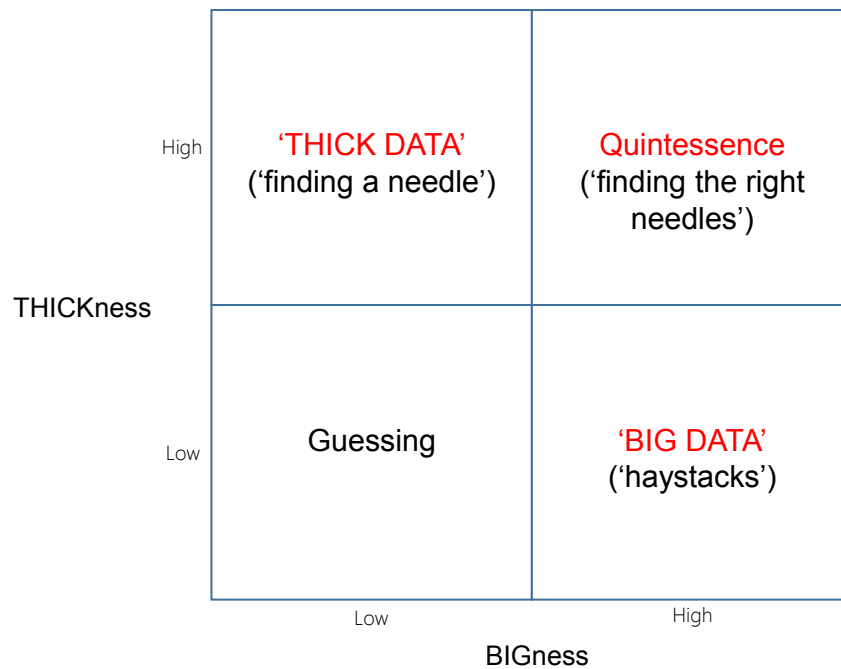 High
‘THICK DATA’
(‘finding a needle’)
Quintessence
(‘finding the right
needles’)
THICKness
Low
Guessing
‘BIG DATA’
(‘haystacks’)
Low
High
BIGness